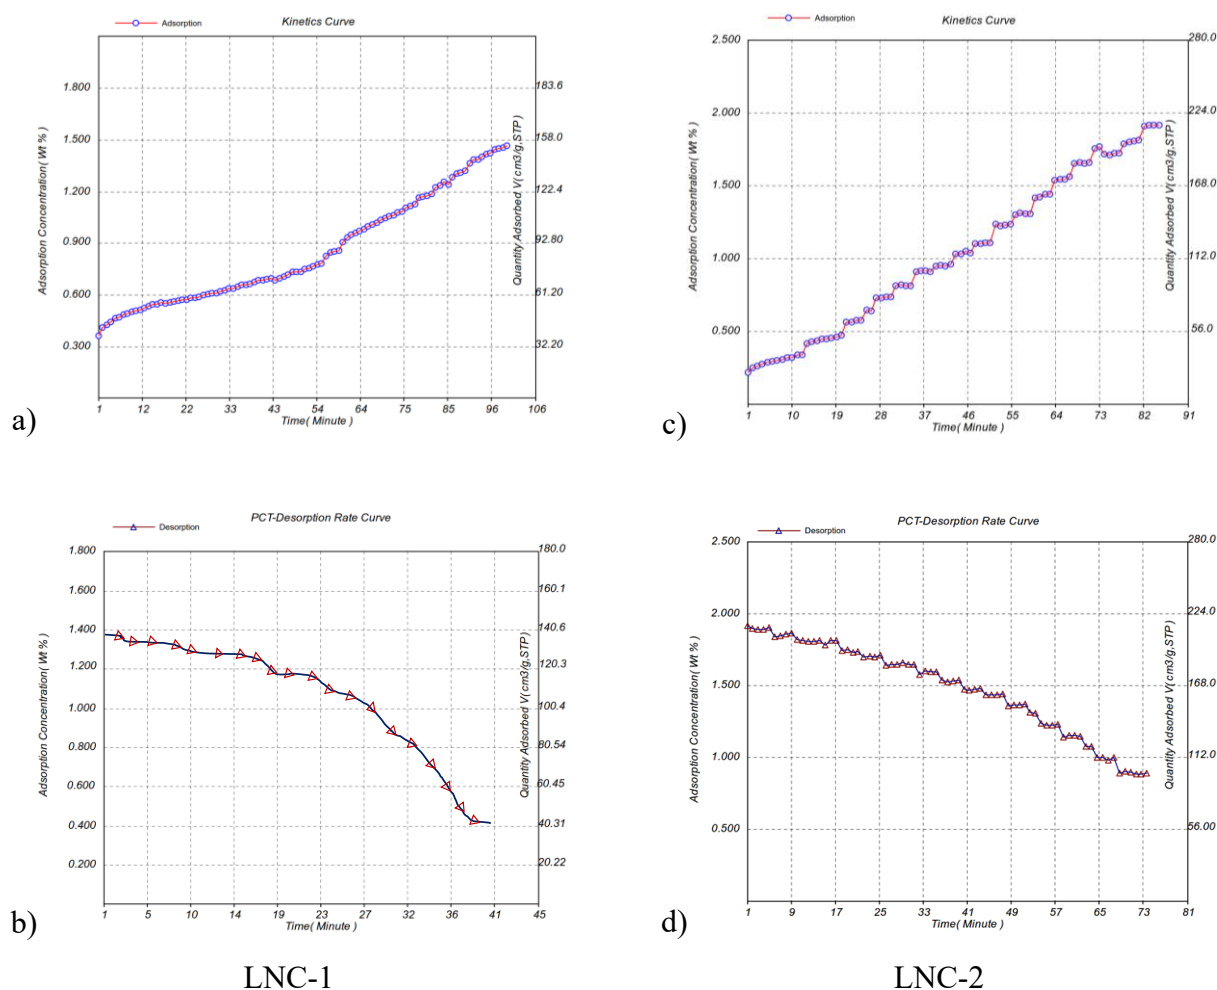 Adsorption
Kinetics Curve
Adsorption Concentration( Wt % )
1.800
1.500
1.200
0.900
0.600
0.300
183.6
158.0
122.4
92.80
61.20
32.20
Quantity Adsorbed V( cm3/g,STP )
1 12 22 33 43 54 64 75 85 96 106
Time( Minute )
a)
Adsorption
Kinetics Curve
Adsorption Concentration( Wt % )
2.500
2.000
1.500
1.000
0.500
280.0
224.0
168.0
112.0
56.0
Quantity Adsorbed V( cm3/g,STP )
1 10 19 28 37 46 55 64 73 82 91
Time( Minute )
c)
PCT-Desorption Rate Curve
Desorption
Adsorption Concentration( Wt % )
1.800
1.600
1.400
1.200
1.000
0.800
0.600
0.400
0.200
180.0
160.1
140.6
120.3
100.4
80.54
60.45
40.31
20.22
Quantity Adsorbed V( cm3/g,STP )
1 5 10 14 19 23 27 32 36 41 45
Time( Minute )
b)
PCT-Desorption Rate Curve
Desorption
Adsorption Concentration( Wt % )
2.500
2.000
1.500
1.000
0.500
280.0
224.0
168.0
112.0
56.00
Quantity Adsorbed V( cm3/g,STP )
1 9 17 25 33 41 49 57 65 73 81
Time( Minute )
d)
LNC-1
LNC-2